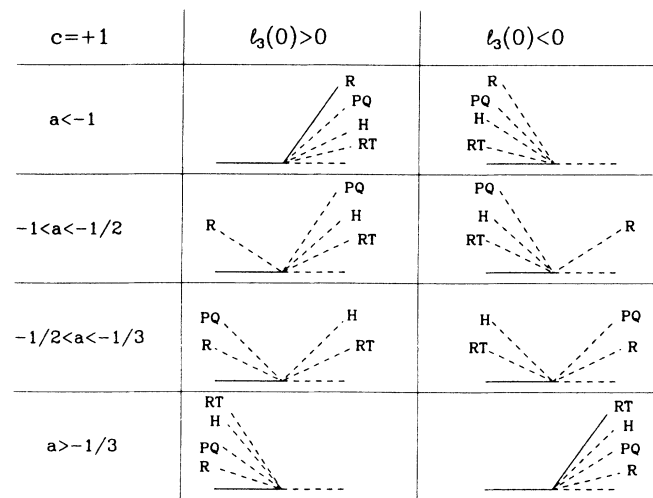 c=+1 ℓ₃(0)>0 ℓ₃(0)<0
a<-1
R
PQ
H
RT
R
PQ
H
RT
-1<a<-1/2
R
PQ
H
RT
PQ
H
RT
R
-1/2<a<-1/3
PQ
R
H
RT
H
RT
PQ
R
a>-1/3
RT
H
PQ
R
RT
H
PQ
R